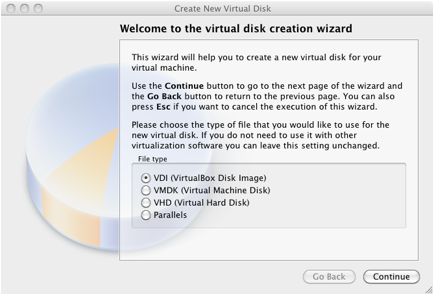 Create New Virtual Disk
Welcome to the virtual disk creation wizard
This wizard will help you to create a new virtual disk for your
virtual machine.
Use the Continue button to go to the next page of the wizard and
the Go Back button to return to the previous page. You can also
press Esc if you want to cancel the execution of this wizard.
Please choose the type of file that you would like to use for the
new virtual disk. If you do not need to use it with other
virtualization software you can leave this setting unchanged.
File type
VDI (VirtualBox Disk Image)
VMDK (Virtual Machine Disk)
VHD (Virtual Hard Disk)
Parallels
Go Back
Continue